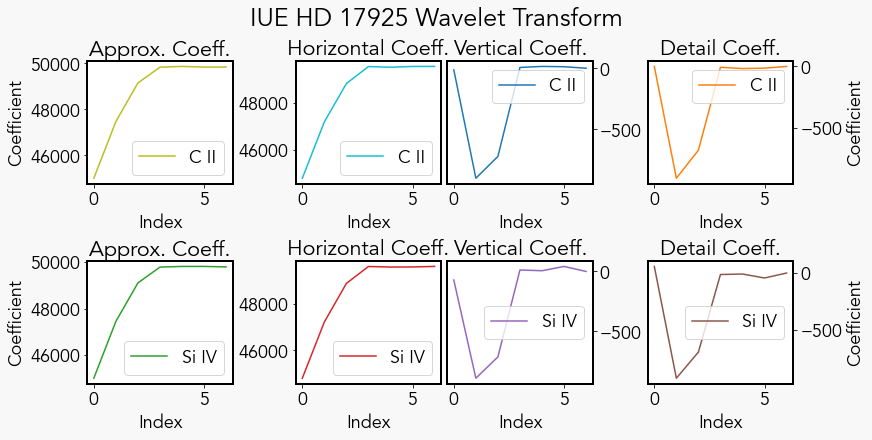 IUE HD 17925 Wavelet Transform
Approx. Coeff.
Horizontal Coeff.
Vertical Coeff.
Detail Coeff.
Coefficient
50000
48000
46000
C II
0
5
Index
48000
46000
C II
0
5
Index
0
−500
C II
0
5
Index
0
−500
C II
0
5
Index
Coefficient
Approx. Coeff.
Horizontal Coeff.
Vertical Coeff.
Detail Coeff.
Coefficient
50000
48000
46000
Si IV
0
5
Index
48000
46000
Si IV
0
5
Index
0
−500
Si IV
0
5
Index
0
−500
Si IV
0
5
Index
Coefficient